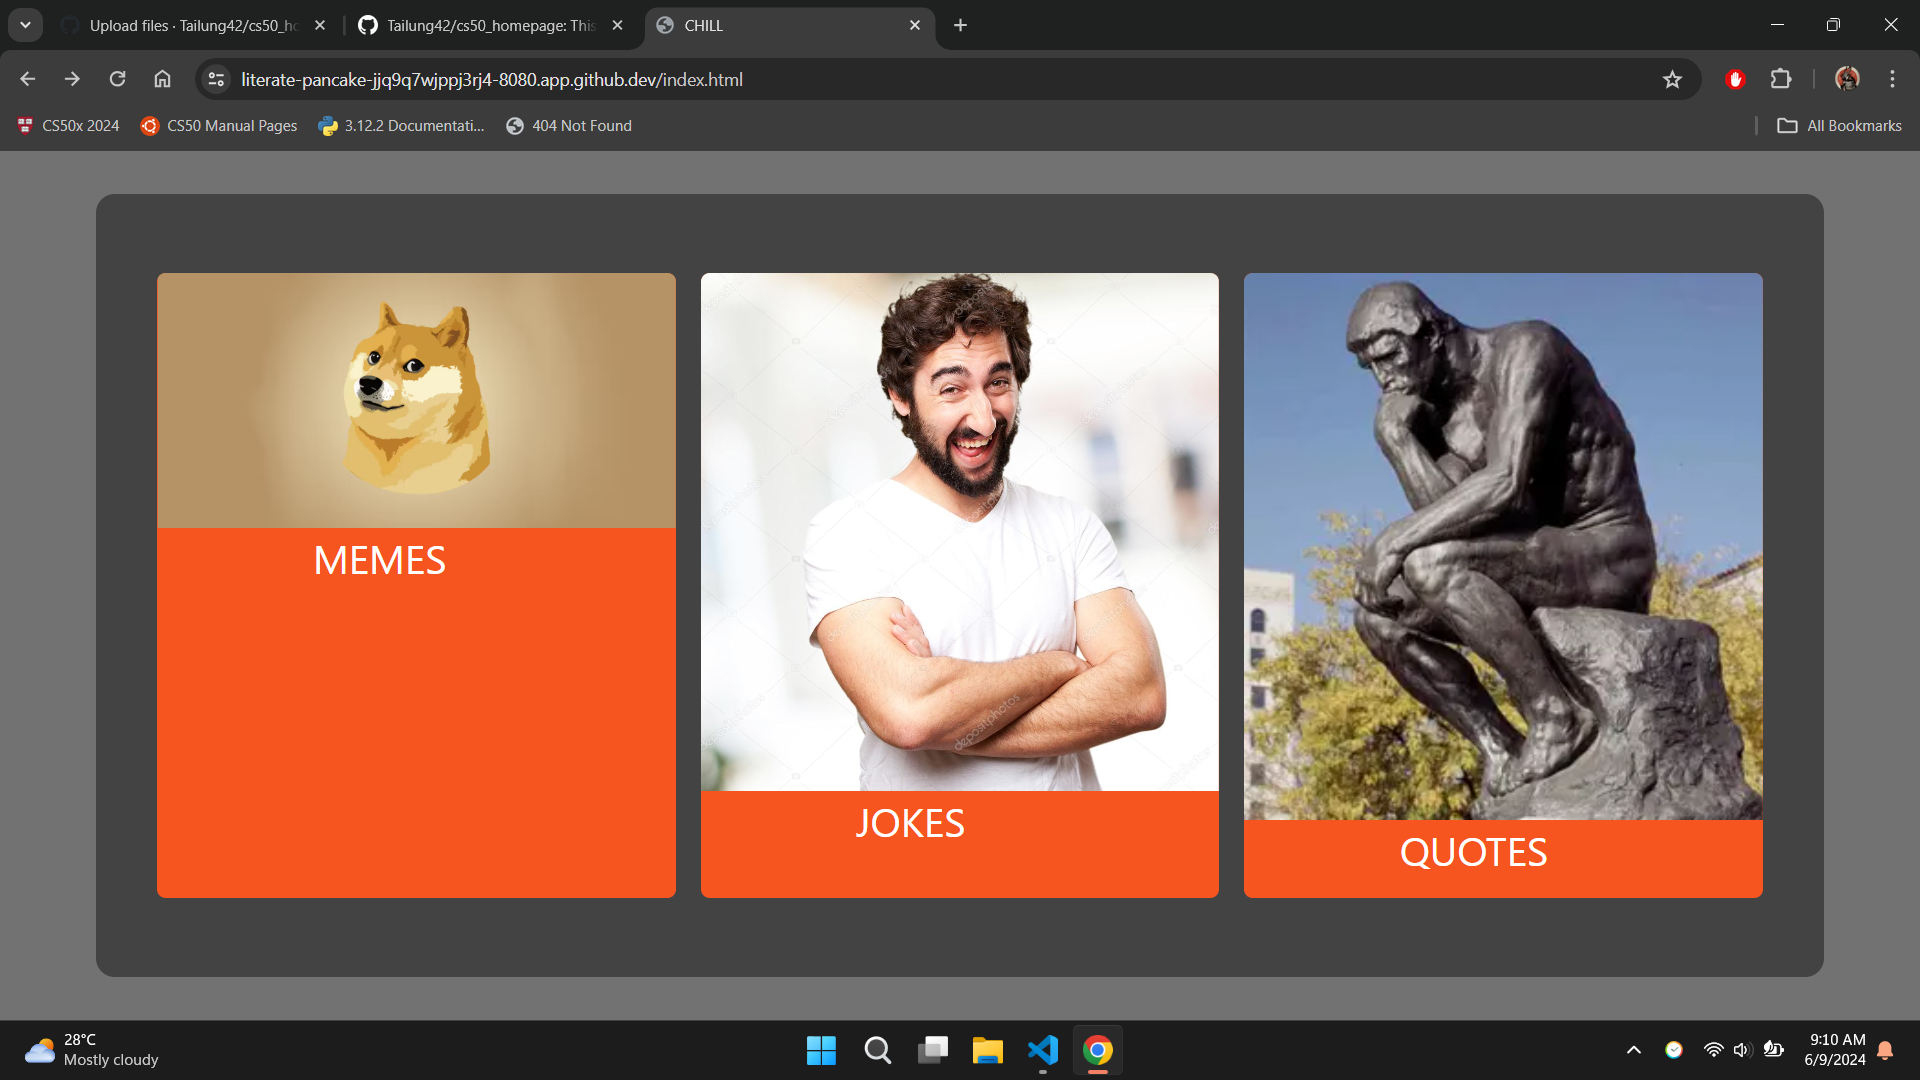 Upload files · Tailung42/cs50_hc
Tailung42/cs50_homepage: This
CHILL
literate-pancake-jjq9q7wjppj3rj4-8080.app.github.dev/index.html
CS50x 2024
CS50 Manual Pages
3.12.2 Documentati...
404 Not Found
All Bookmarks
depositphotos
MEMES
JOKES
QUOTES
28°C
Mostly cloudy
9:10 AM
6/9/2024